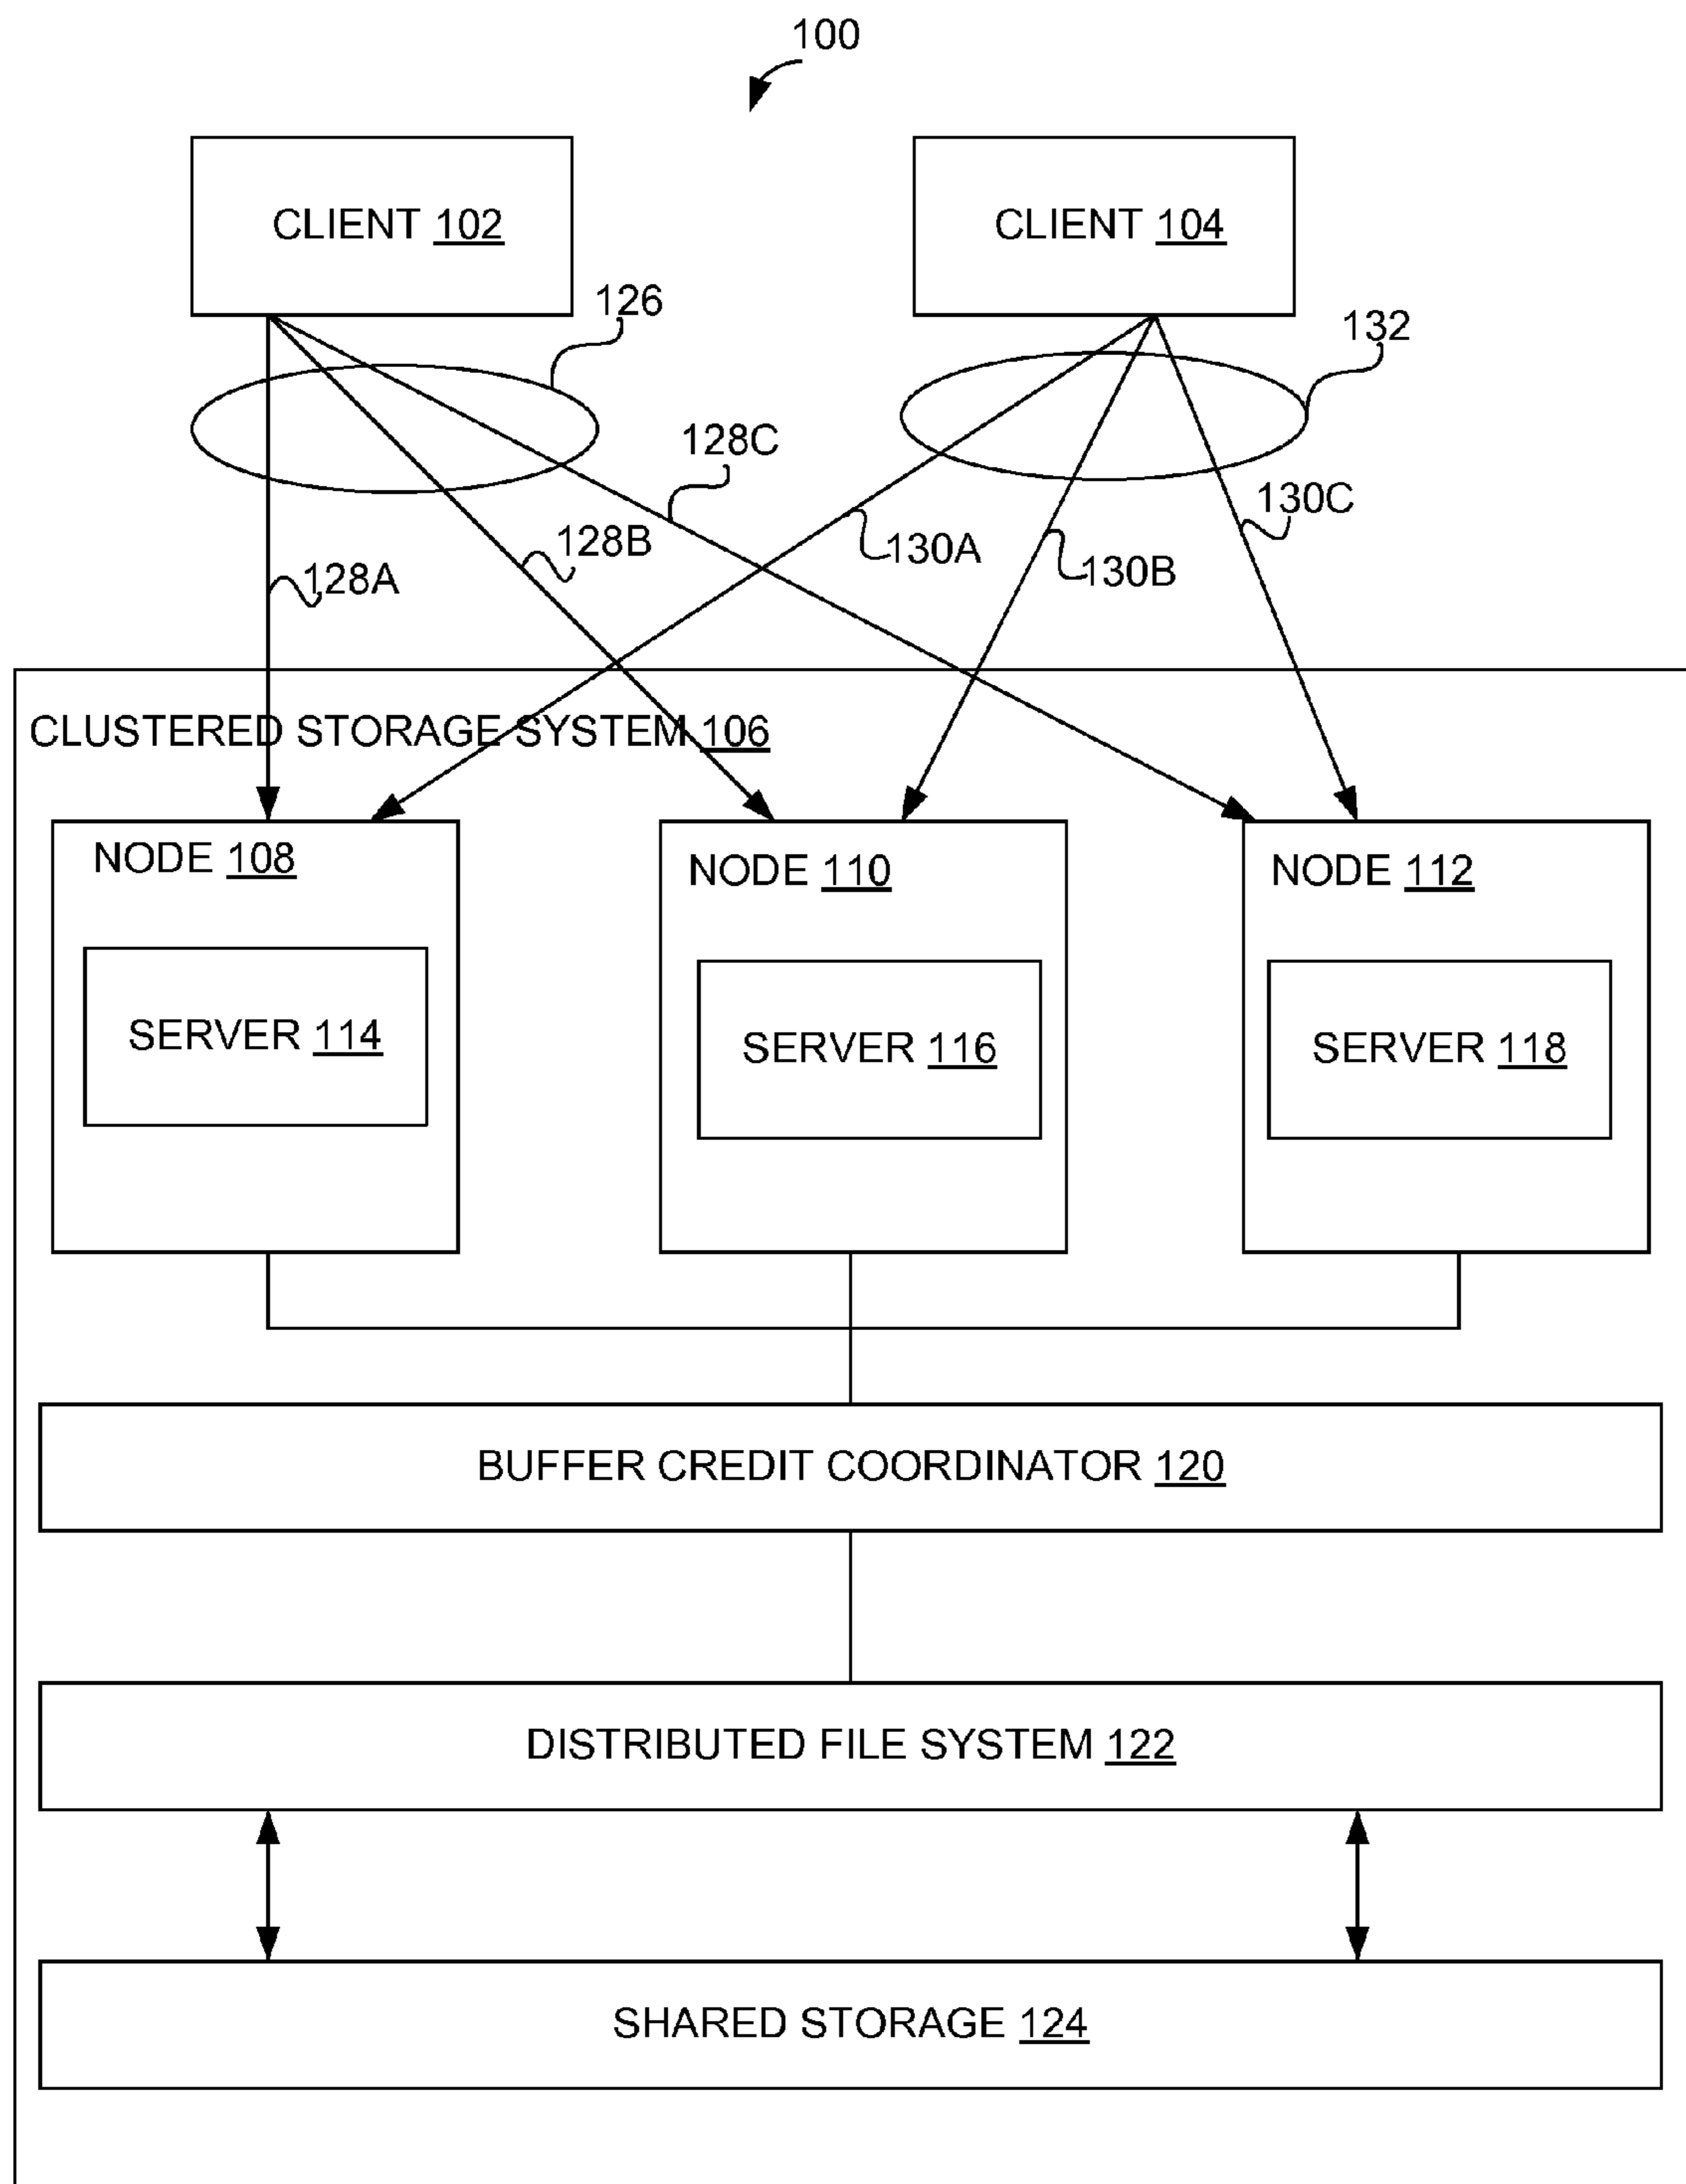 100
CLIENT 102
CLIENT 104
126
132
128C
130C
128B
130A
130B
128A
CLUSTERED STORAGE SYSTEM 106
NODE 108
NODE 110
NODE 112
SERVER 114
SERVER 116
SERVER 118
BUFFER CREDIT COORDINATOR 120
DISTRIBUTED FILE SYSTEM 122
SHARED STORAGE 124